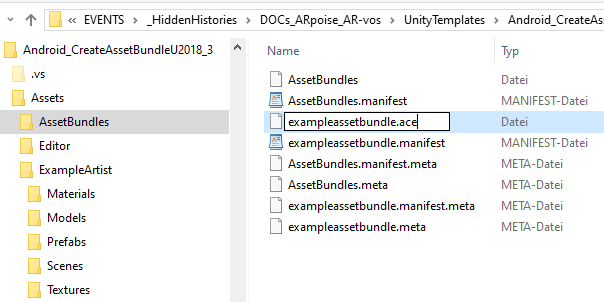 « EVENTS › _HiddenHistories › DOCs_ARpoise_AR-vos › UnityTemplates › Android_CreateAss
Android_CreateAssetBundleU2018_3
.vs
Assets
AssetBundles
Editor
ExampleArtist
Materials
Models
Prefabs
Scenes
Textures
Name Typ
AssetBundles Datei
AssetBundles.manifest MANIFEST-Datei
exampleassetbundle.ace Datei
exampleassetbundle.manifest MANIFEST-Datei
AssetBundles.manifest.meta META-Datei
AssetBundles.meta META-Datei
exampleassetbundle.manifest.meta META-Datei
exampleassetbundle.meta META-Datei